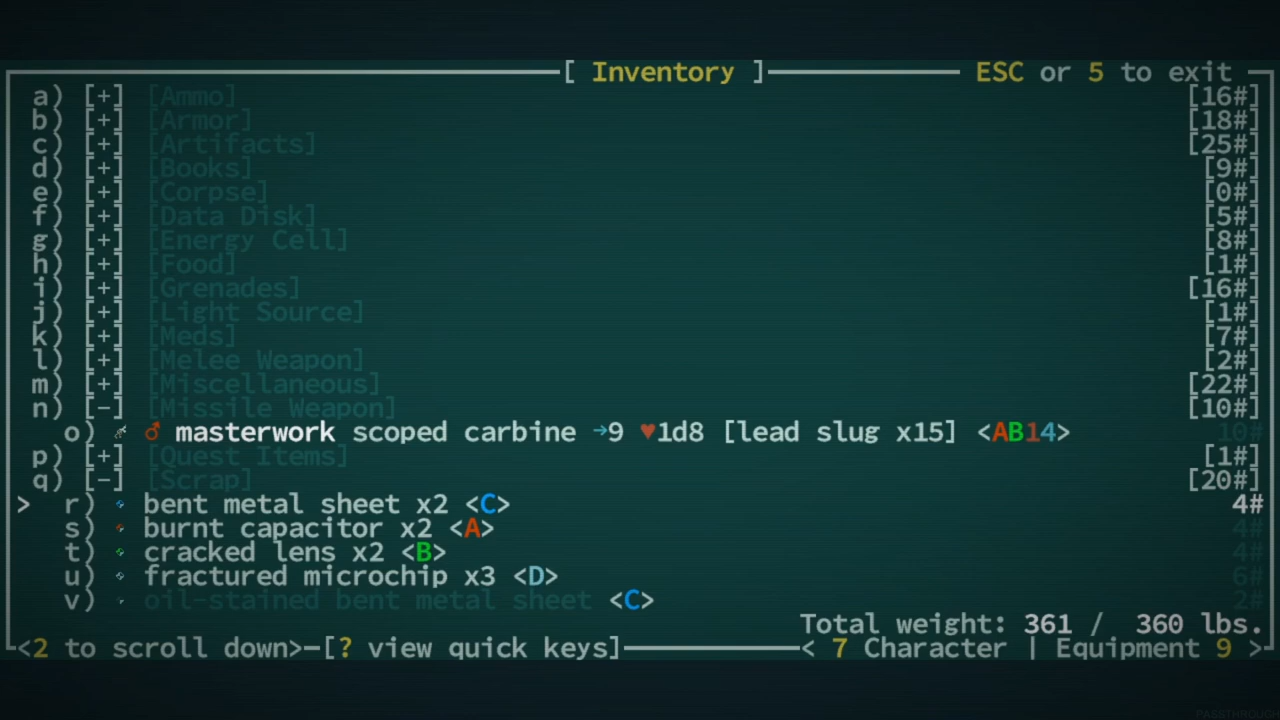 [ Inventory ] ESC or 5 to exit
a) [+] [Ammo] [16#]
b) [+] [Armor] [18#]
c) [+] [Artifacts] [25#]
d) [+] [Books] [9#]
e) [+] [Corpse] [0#]
f) [+] [Data Disk] [5#]
g) [+] [Energy Cell] [8#]
h) [+] [Food] [1#]
i) [+] [Grenades] [16#]
j) [+] [Light Source] [1#]
k) [+] [Meds] [7#]
l) [+] [Melee Weapon] [2#]
m) [+] [Miscellaneous] [22#]
n) [-] [Missile Weapon] [10#]
o) ♂ masterwork scoped carbine →9 ♥1d8 [lead slug x15] <AB14> 10#
p) [+] [Quest Items] [1#]
q) [-] [Scrap] [20#]
> r) bent metal sheet x2 <C> 4#
s) burnt capacitor x2 <A> 4#
t) cracked lens x2 <B> 4#
u) fractured microchip x3 <D> 6#
v) oil-stained bent metal sheet <C> 2#
Total weight: 361 / 360 lbs.
<2 to scroll down> [? view quick keys] < 7 Character | Equipment 9 >